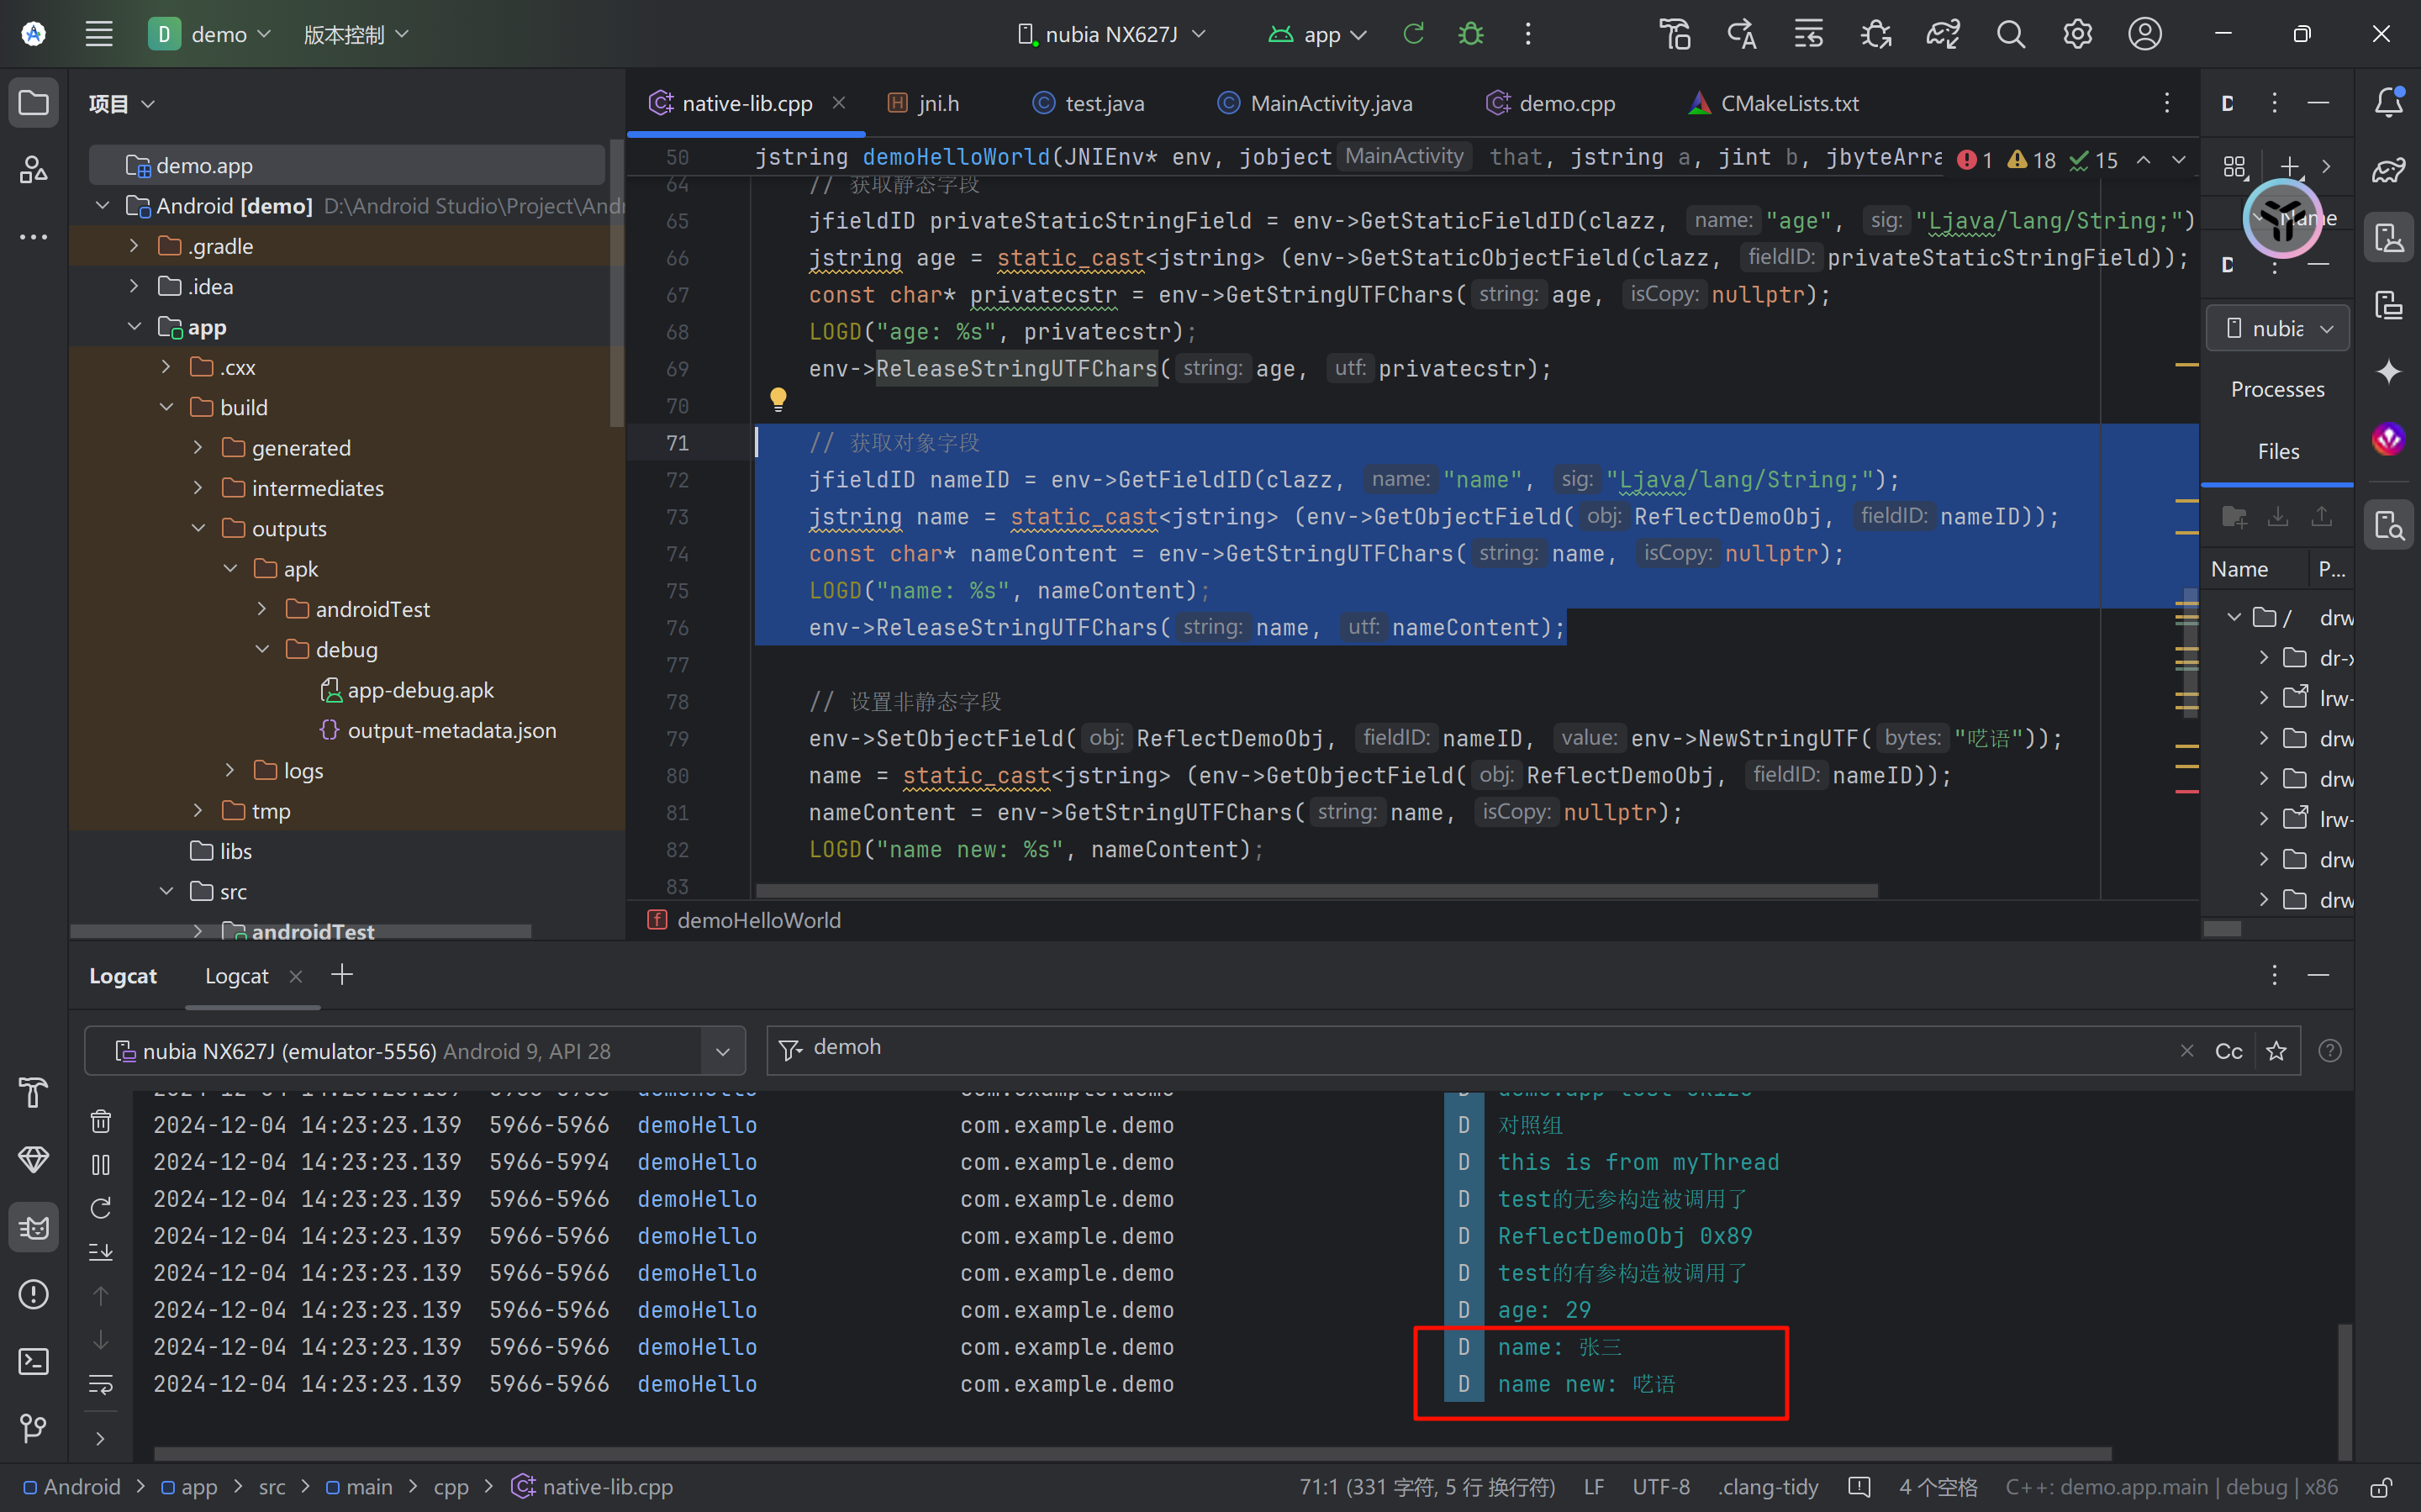 D demo 版本控制 nubia NX627J app
项目
demo.app
Android [demo] D:\Android Studio\Project\Andr
.gradle
.idea
app
.cxx
build
generated
intermediates
outputs
apk
androidTest
debug
app-debug.apk
output-metadata.json
logs
tmp
libs
src
androidTest
native-lib.cpp jni.h test.java MainActivity.java demo.cpp CMakeLists.txt
50 jstring demoHelloWorld(JNIEnv* env, jobject MainActivity that, jstring a, jint b, jbyteArra 1 18 15
64 // 获取静态字段
65 jfieldID privateStaticStringField = env->GetStaticFieldID(clazz, name: "age", sig: "Ljava/lang/String;")
66 jstring age = static_cast<jstring> (env->GetStaticObjectField(clazz, fieldID: privateStaticStringField));
67 const char* privatecstr = env->GetStringUTFChars( string: age, isCopy: nullptr);
68 LOGD("age: %s", privatecstr);
69 env->ReleaseStringUTFChars( string: age, utf: privatecstr);
70
71 // 获取对象字段
72 jfieldID nameID = env->GetFieldID(clazz, name: "name", sig: "Ljava/lang/String;");
73 jstring name = static_cast<jstring> (env->GetObjectField( obj: ReflectDemoObj, fieldID: nameID));
74 const char* nameContent = env->GetStringUTFChars( string: name, isCopy: nullptr);
75 LOGD("name: %s", nameContent);
76 env->ReleaseStringUTFChars( string: name, utf: nameContent);
77
78 // 设置非静态字段
79 env->SetObjectField( obj: ReflectDemoObj, fieldID: nameID, value: env->NewStringUTF( bytes: "呓语"));
80 name = static_cast<jstring> (env->GetObjectField( obj: ReflectDemoObj, fieldID: nameID));
81 nameContent = env->GetStringUTFChars( string: name, isCopy: nullptr);
82 LOGD("name new: %s", nameContent);
83
demoHelloWorld
D
Name
D
nubia
Processes
Files
Name P...
/ drw
dr-x
lrw-
drw
drw
lrw-
drw
drw
Logcat Logcat
nubia NX627J (emulator-5556) Android 9, API 28 demoh Cc
2024-12-04 14:23:23.139 5966-5966 demoHello com.example.demo D
2024-12-04 14:23:23.139 5966-5966 demoHello com.example.demo D 对照组
2024-12-04 14:23:23.139 5966-5994 demoHello com.example.demo D this is from myThread
2024-12-04 14:23:23.139 5966-5966 demoHello com.example.demo D test的无参构造被调用了
2024-12-04 14:23:23.139 5966-5966 demoHello com.example.demo D ReflectDemoObj 0x89
2024-12-04 14:23:23.139 5966-5966 demoHello com.example.demo D test的有参构造被调用了
2024-12-04 14:23:23.139 5966-5966 demoHello com.example.demo D age: 29
2024-12-04 14:23:23.139 5966-5966 demoHello com.example.demo D name: 张三
2024-12-04 14:23:23.139 5966-5966 demoHello com.example.demo D name new: 呓语
Android > app > src > main > cpp > native-lib.cpp 71:1 (331 字符, 5 行 换行符) LF UTF-8 .clang-tidy 4 个空格 C++: demo.app.main | debug | x86